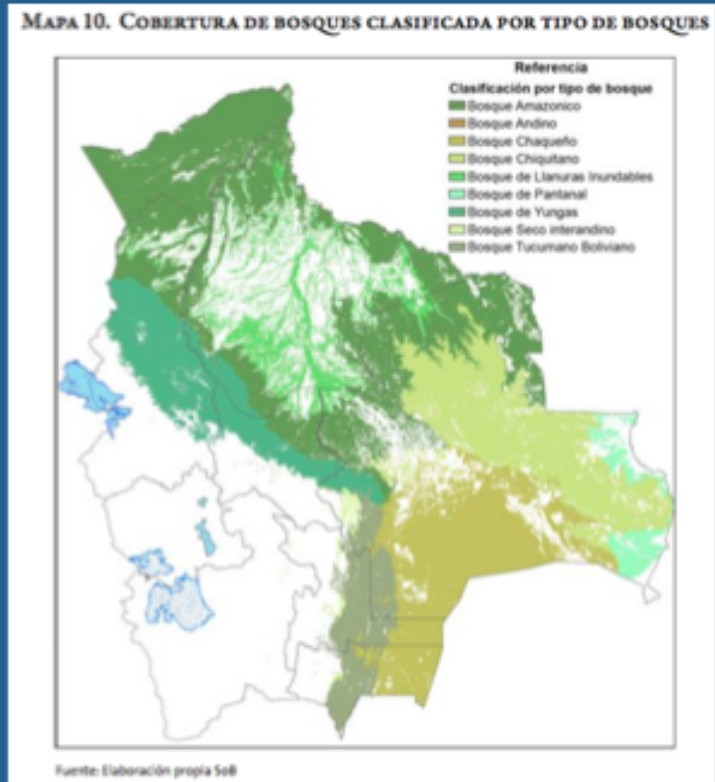 MAPA 10. COBERTURA DE BOSQUES CLASIFICADA POR TIPO DE BOSQUES
Referencia
Clasificación por tipo de bosque
Bosque Amazonico
Bosque Andino
Bosque Chaqueño
Bosque Chiquitano
Bosque de Llanuras Inundables
Bosque de Pantanal
Bosque de Yungas
Bosque Seco interandino
Bosque Tucumano Boliviano
Fuente: Elaboración propia SoB